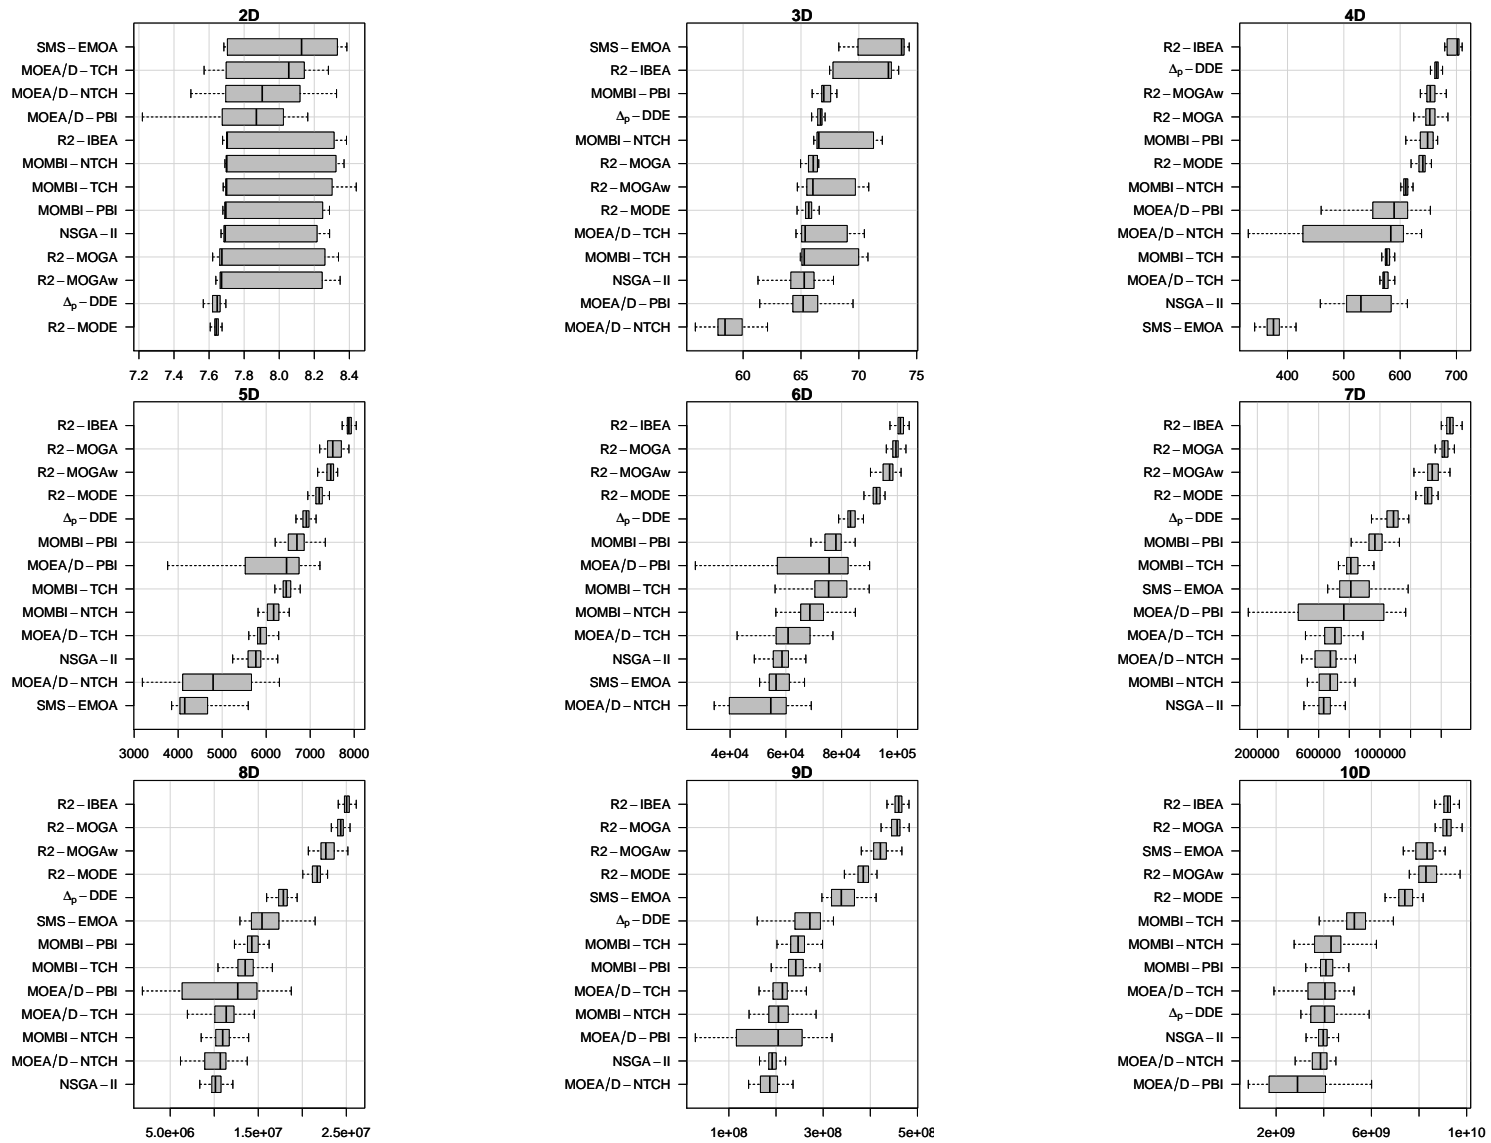 2D
SMS−EMOA
MOEA/D−TCH
MOEA/D−NTCH
MOEA/D−PBI
R2−IBEA
MOMBI−NTCH
MOMBI−TCH
MOMBI−PBI
NSGA−II
R2−MOGA
R2−MOGAw
Δp−DDE
R2−MODE
7.2 7.4 7.6 7.8 8.0 8.2 8.4
3D
SMS−EMOA
R2−IBEA
MOMBI−PBI
Δp−DDE
MOMBI−NTCH
R2−MOGA
R2−MOGAw
R2−MODE
MOEA/D−TCH
MOMBI−TCH
NSGA−II
MOEA/D−PBI
MOEA/D−NTCH
60 65 70 75
4D
R2−IBEA
Δp−DDE
R2−MOGAw
R2−MOGA
MOMBI−PBI
R2−MODE
MOMBI−NTCH
MOEA/D−PBI
MOEA/D−NTCH
MOMBI−TCH
MOEA/D−TCH
NSGA−II
SMS−EMOA
400 500 600 700
5D
R2−IBEA
R2−MOGA
R2−MOGAw
R2−MODE
Δp−DDE
MOMBI−PBI
MOEA/D−PBI
MOMBI−TCH
MOMBI−NTCH
MOEA/D−TCH
NSGA−II
MOEA/D−NTCH
SMS−EMOA
3000 4000 5000 6000 7000 8000
6D
R2−IBEA
R2−MOGA
R2−MOGAw
R2−MODE
Δp−DDE
MOMBI−PBI
MOEA/D−PBI
MOMBI−TCH
MOMBI−NTCH
MOEA/D−TCH
NSGA−II
SMS−EMOA
MOEA/D−NTCH
4e+04 6e+04 8e+04 1e+05
7D
R2−IBEA
R2−MOGA
R2−MOGAw
R2−MODE
Δp−DDE
MOMBI−PBI
MOMBI−TCH
SMS−EMOA
MOEA/D−PBI
MOEA/D−TCH
MOEA/D−NTCH
MOMBI−NTCH
NSGA−II
200000 600000 1000000
8D
R2−IBEA
R2−MOGA
R2−MOGAw
R2−MODE
Δp−DDE
SMS−EMOA
MOMBI−PBI
MOMBI−TCH
MOEA/D−PBI
MOEA/D−TCH
MOMBI−NTCH
MOEA/D−NTCH
NSGA−II
5.0e+06 1.5e+07 2.5e+07
9D
R2−IBEA
R2−MOGA
R2−MOGAw
R2−MODE
SMS−EMOA
Δp−DDE
MOMBI−TCH
MOMBI−PBI
MOEA/D−TCH
MOMBI−NTCH
MOEA/D−PBI
NSGA−II
MOEA/D−NTCH
1e+08 3e+08 5e+08
10D
R2−IBEA
R2−MOGA
SMS−EMOA
R2−MOGAw
R2−MODE
MOMBI−TCH
MOMBI−NTCH
MOMBI−PBI
MOEA/D−TCH
Δp−DDE
NSGA−II
MOEA/D−NTCH
MOEA/D−PBI
2e+09 6e+09 1e+10